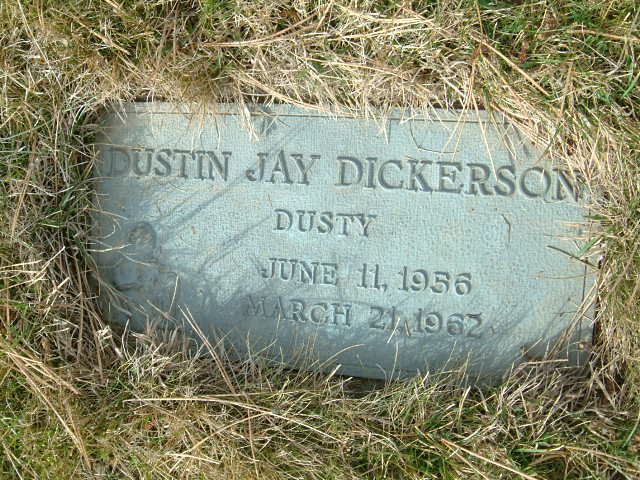 DUSTIN JAY DICKERSON
DUSTY
JUNE 11, 1956
MARCH 21, 1962